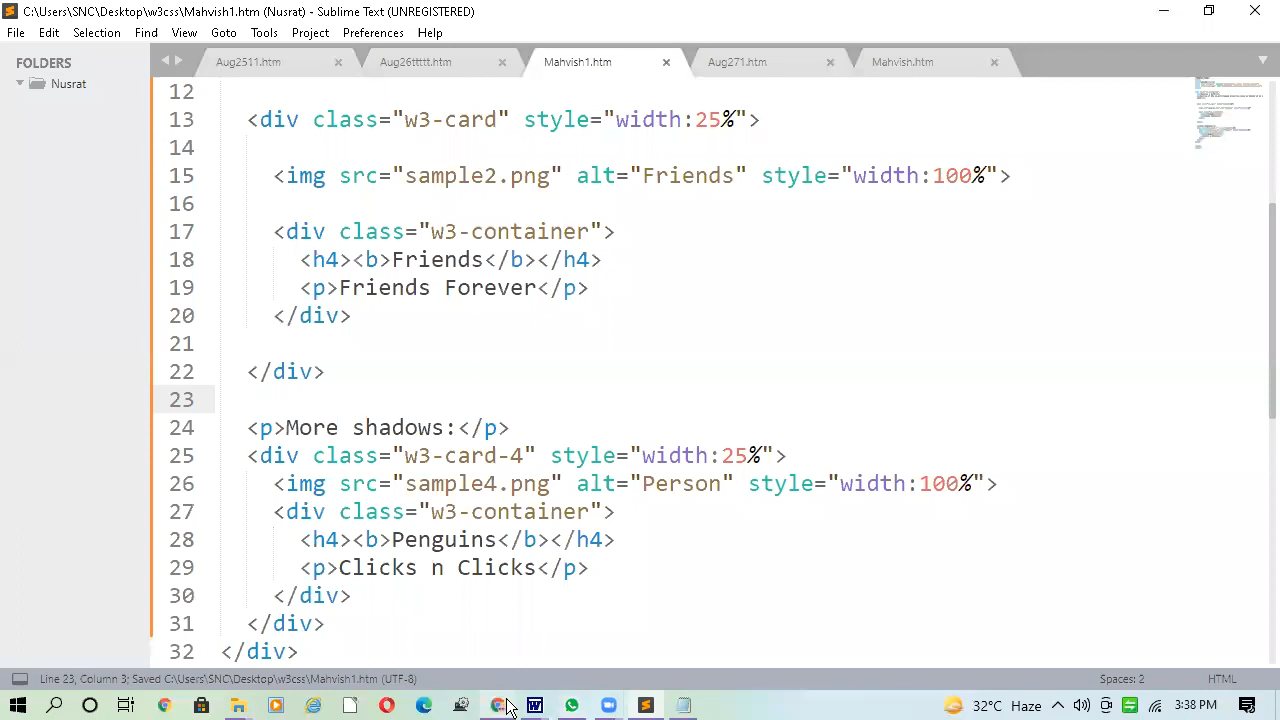 C:\Users\SNC\Desktop\w3css\Mahvish1.htm (Nusrat) - Sublime Text (UNREGISTERED)
File Edit Selection Find View Goto Tools Project Preferences Help
FOLDERS
Nusrat
Aug2511.htm Aug26ttttt.htm Mahvish1.htm Aug271.htm Mahvish.htm
12
13 <div class="w3-card" style="width:25%">
14
15 <img src="sample2.png" alt="Friends" style="width:100%">
16
17 <div class="w3-container">
18 <h4><b>Friends</b></h4>
19 <p>Friends Forever</p>
20 </div>
21
22 </div>
23
24 <p>More shadows:</p>
25 <div class="w3-card-4" style="width:25%">
26 <img src="sample4.png" alt="Person" style="width:100%">
27 <div class="w3-container">
28 <h4><b>Penguins</b></h4>
29 <p>Clicks n Clicks</p>
30 </div>
31 </div>
32 </div>
Line 23, Column 3; Saved C:\Users\SNC\Desktop\w3css\Mahvish1.htm (UTF-8) Spaces: 2 HTML
32°C Haze 3:38 PM